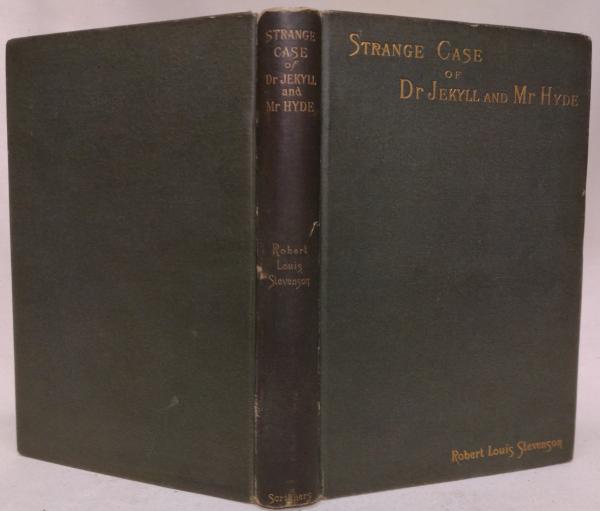 STRANGE
CASE
of
Dr JEKYLL
and
Mr HYDE
Robert
Louis
Stevenson
Scribners
STRANGE CASE
OF
Dr JEKYLL AND Mr HYDE
Robert Louis Stevenson